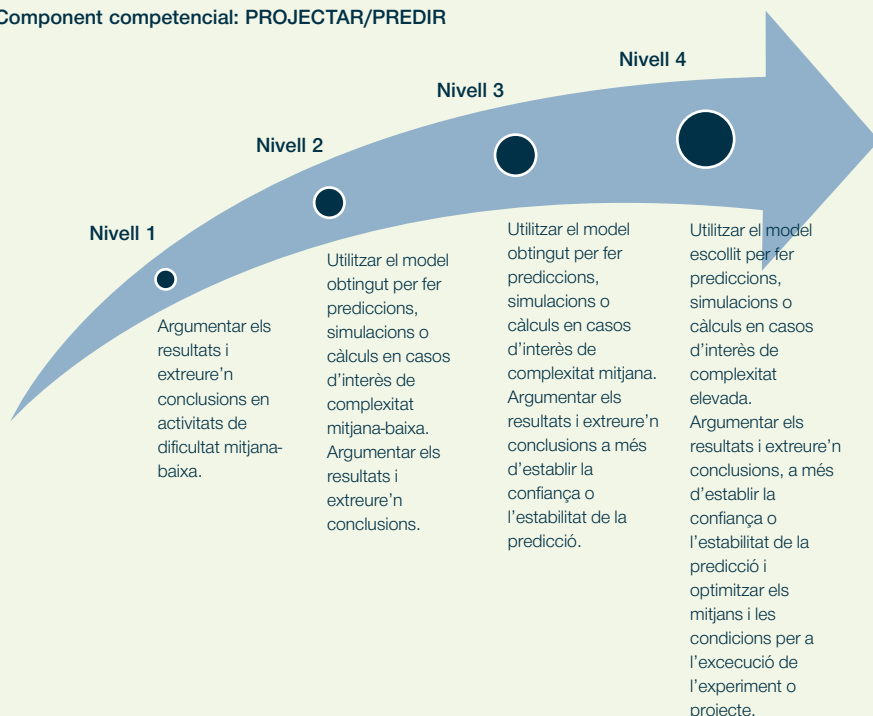 Component competencial: PROJECTAR/PREDIR
Nivell 1
Argumentar els
resultats i
extreure’n
conclusions en
activitats de
dificultat mitjana-
baixa.
Nivell 2
Utilitzar el model
obtingut per fer
prediccions,
simulacions o
càlculs en casos
d’interès de
complexitat
mitjana-baixa.
Argumentar els
resultats i
extreure’n
conclusions.
Nivell 3
Utilitzar el model
obtingut per fer
prediccions,
simulacions o
càlculs en casos
d’interès de
complexitat mitjana.
Argumentar els
resultats i extreure’n
conclusions a més
d’establir la
confiança o
l’estabilitat de la
predicció.
Nivell 4
Utilitzar el model
escollit per fer
prediccions,
simulacions o
càlculs en casos
d’interès de
complexitat
elevada.
Argumentar els
resultats i extreure’n
conclusions, a més
d’establir la
confiança o
l’estabilitat de la
predicció i
optimitzar els
mitjans i les
condicions per a
l’excecució de
l’experiment o
projecte.